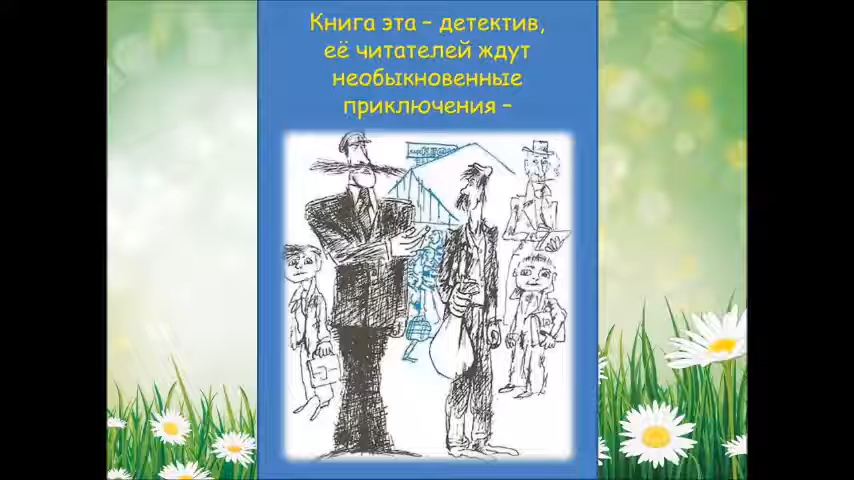 Книга эта – детектив,
её читателей ждут
необыкновенные
приключения –